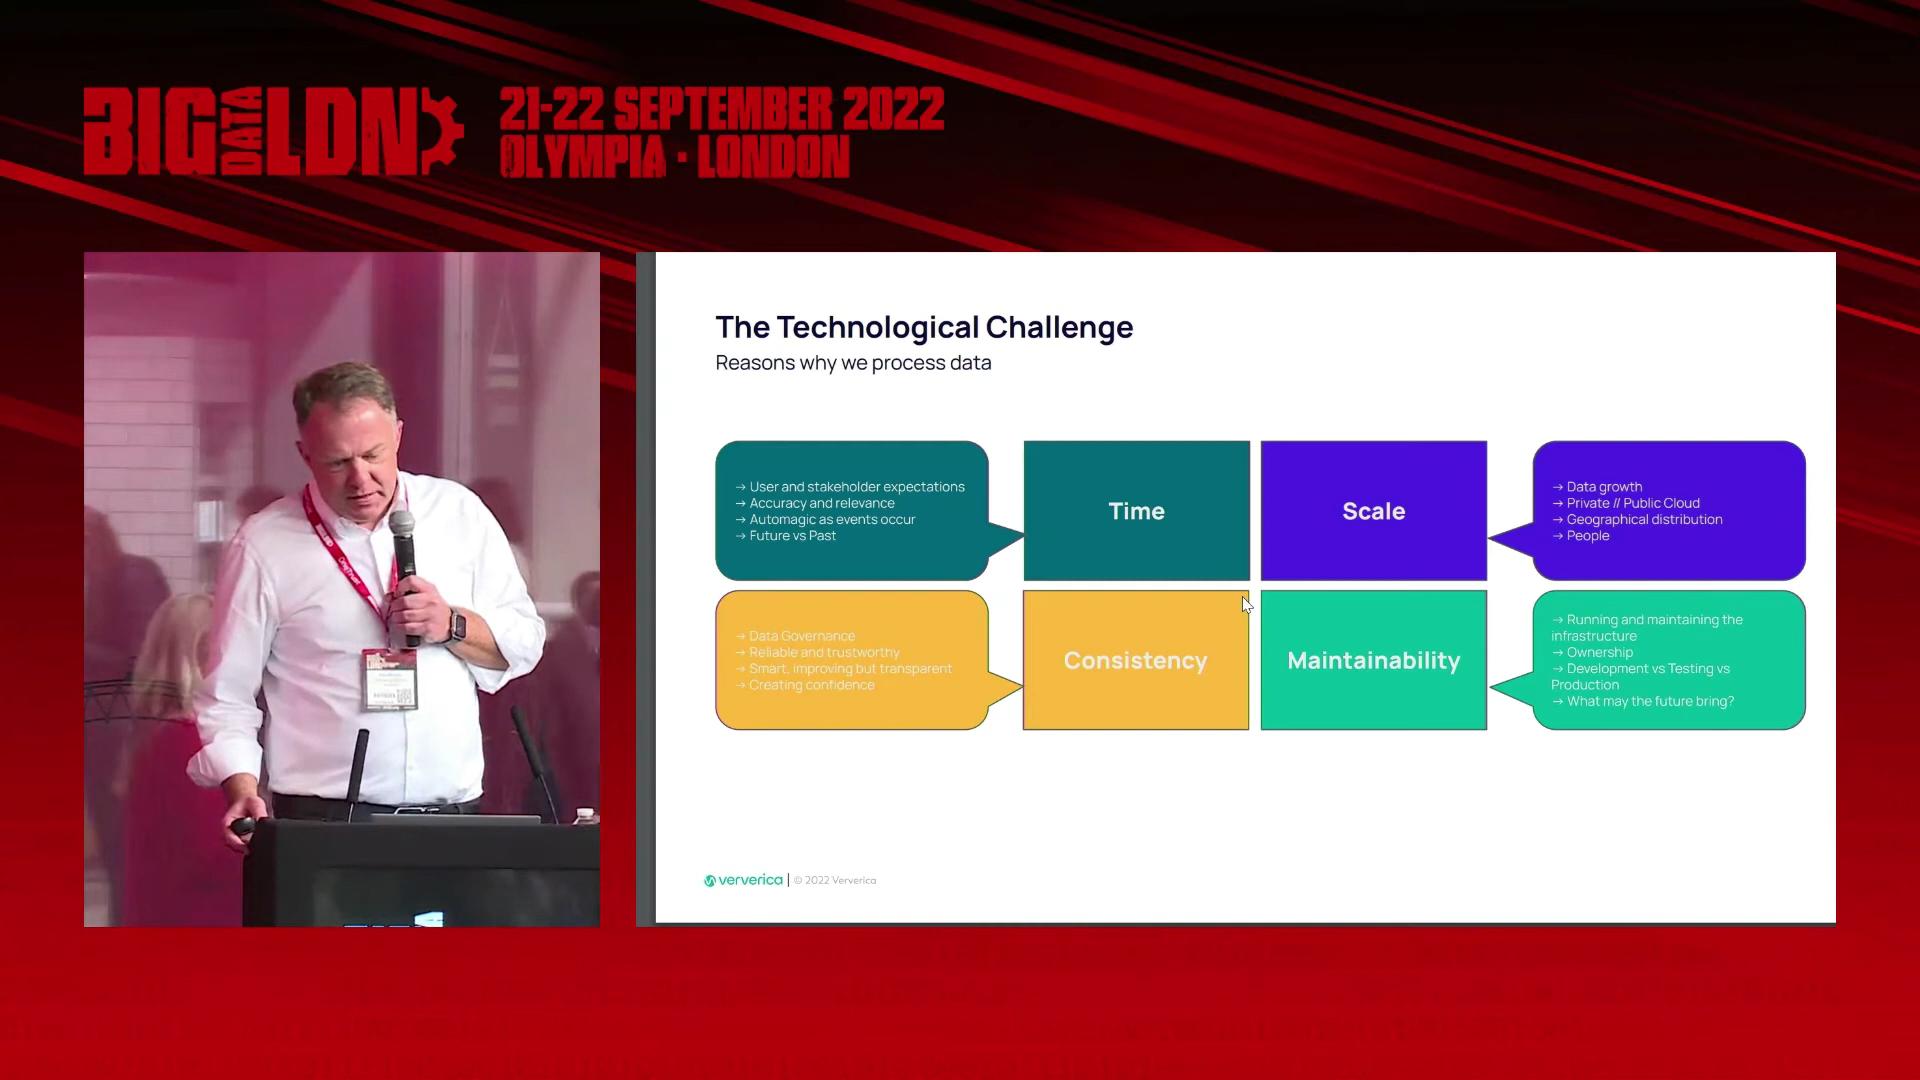 BIG DATA LDN
21-22 SEPTEMBER 2022
OLYMPIA · LONDON
The Technological Challenge
Reasons why we process data
→ User and stakeholder expectations
→ Accuracy and relevance
→ Automagic as events occur
→ Future vs Past
Time
Scale
→ Data growth
→ Private // Public Cloud
→ Geographical distribution
→ People
→ Data Governance
→ Reliable and trustworthy
→ Smart, improving but transparent
→ Creating confidence
Consistency
Maintainability
→ Running and maintaining the
infrastructure
→ Ownership
→ Development vs Testing vs
Production
→ What may the future bring?
ververica | © 2022 Ververica
OneTrust